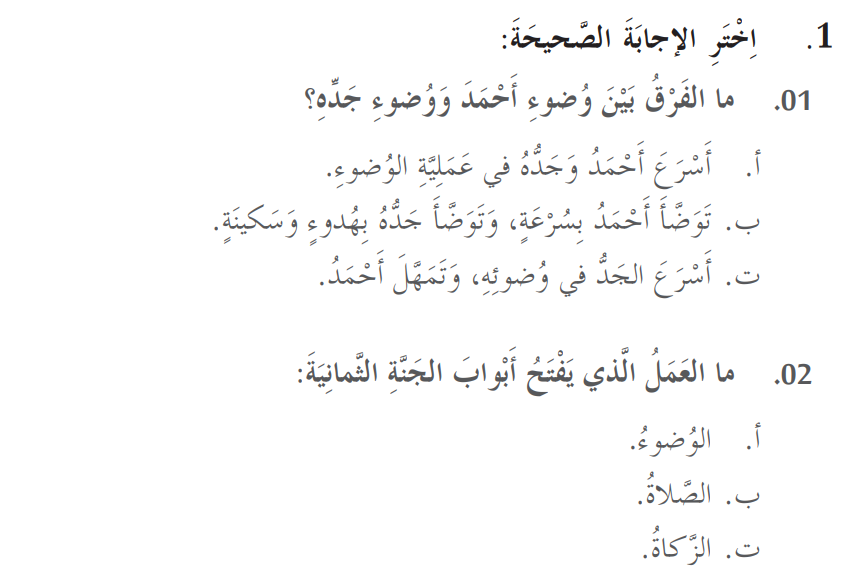 1. اِخْتَرِ الإجابَةَ الصَّحيحَةَ:
01. ما الفَرْقُ بَيْنَ وُضوءِ أَحْمَدَ وَوُضوءِ جَدِّهِ؟
أ. أَسْرَعَ أَحْمَدُ وَجَدُّهُ في عَمَلِيَّةِ الوُضوءِ.
ب. تَوَضَّأَ أَحْمَدُ بِسُرْعَةٍ، وَتَوَضَّأَ جَدُّهُ بِهُدوءٍ وَسَكينَةٍ.
ت. أَسْرَعَ الجَدُّ في وُضوئِهِ، وَتَمَهَّلَ أَحْمَدُ.
02. ما العَمَلُ الَّذي يَفْتَحُ أَبْوابَ الجَنَّةِ الثَّمانِيَةَ:
أ. الوُضوءُ.
ب. الصَّلاةُ.
ت. الزَّكاةُ.